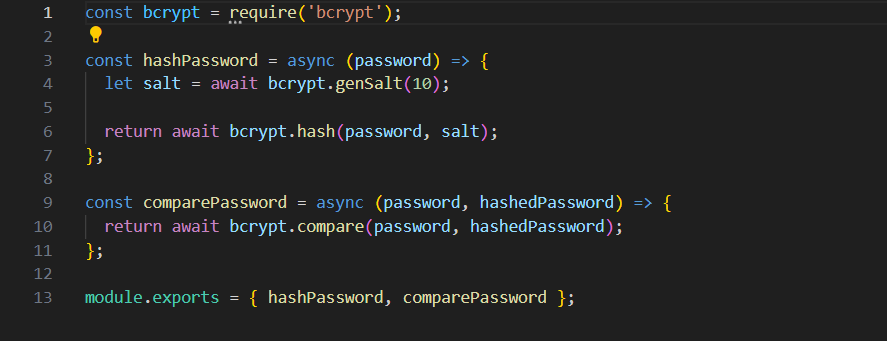 1 const bcrypt = require('bcrypt');
2
3 const hashPassword = async (password) => {
4   let salt = await bcrypt.genSalt(10);
5
6   return await bcrypt.hash(password, salt);
7 };
8
9 const comparePassword = async (password, hashedPassword) => {
10   return await bcrypt.compare(password, hashedPassword);
11 };
12
13 module.exports = { hashPassword, comparePassword };